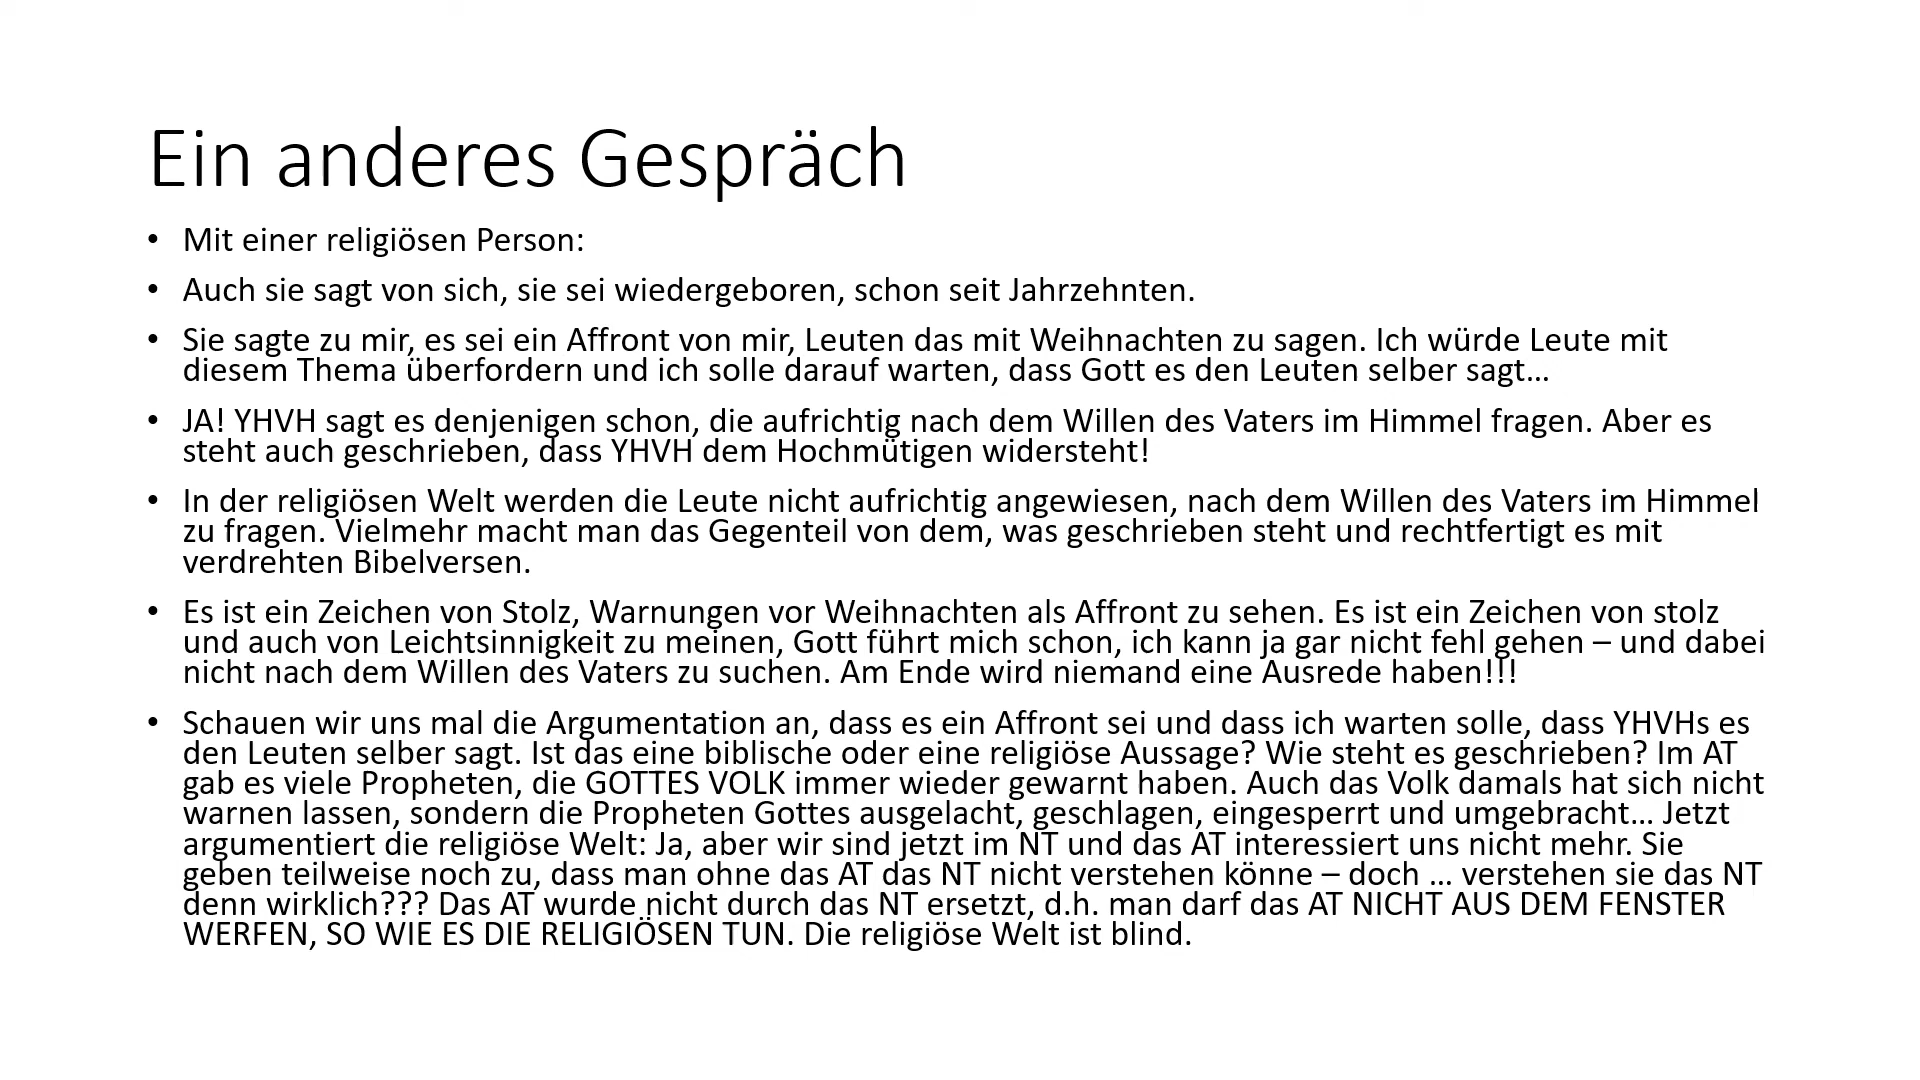 Ein anderes Gespräch
• Mit einer religiösen Person:
• Auch sie sagt von sich, sie sei wiedergeboren, schon seit Jahrzehnten.
• Sie sagte zu mir, es sei ein Affront von mir, Leuten das mit Weihnachten zu sagen. Ich würde Leute mit
diesem Thema überfordern und ich solle darauf warten, dass Gott es den Leuten selber sagt…
• JA! YHVH sagt es denjenigen schon, die aufrichtig nach dem Willen des Vaters im Himmel fragen. Aber es
steht auch geschrieben, dass YHVH dem Hochmütigen widersteht!
• In der religiösen Welt werden die Leute nicht aufrichtig angewiesen, nach dem Willen des Vaters im Himmel
zu fragen. Vielmehr macht man das Gegenteil von dem, was geschrieben steht und rechtfertigt es mit
verdrehten Bibelversen.
• Es ist ein Zeichen von Stolz, Warnungen vor Weihnachten als Affront zu sehen. Es ist ein Zeichen von stolz
und auch von Leichtsinnigkeit zu meinen, Gott führt mich schon, ich kann ja gar nicht fehl gehen – und dabei
nicht nach dem Willen des Vaters zu suchen. Am Ende wird niemand eine Ausrede haben!!!
• Schauen wir uns mal die Argumentation an, dass es ein Affront sei und dass ich warten solle, dass YHVHs es
den Leuten selber sagt. Ist das eine biblische oder eine religiöse Aussage? Wie steht es geschrieben? Im AT
gab es viele Propheten, die GOTTES VOLK immer wieder gewarnt haben. Auch das Volk damals hat sich nicht
warnen lassen, sondern die Propheten Gottes ausgelacht, geschlagen, eingesperrt und umgebracht… Jetzt
argumentiert die religiöse Welt: Ja, aber wir sind jetzt im NT und das AT interessiert uns nicht mehr. Sie
geben teilweise noch zu, dass man ohne das AT das NT nicht verstehen könne – doch … verstehen sie das NT
denn wirklich??? Das AT wurde nicht durch das NT ersetzt, d.h. man darf das AT NICHT AUS DEM FENSTER
WERFEN, SO WIE ES DIE RELIGIÖSEN TUN. Die religiöse Welt ist blind.